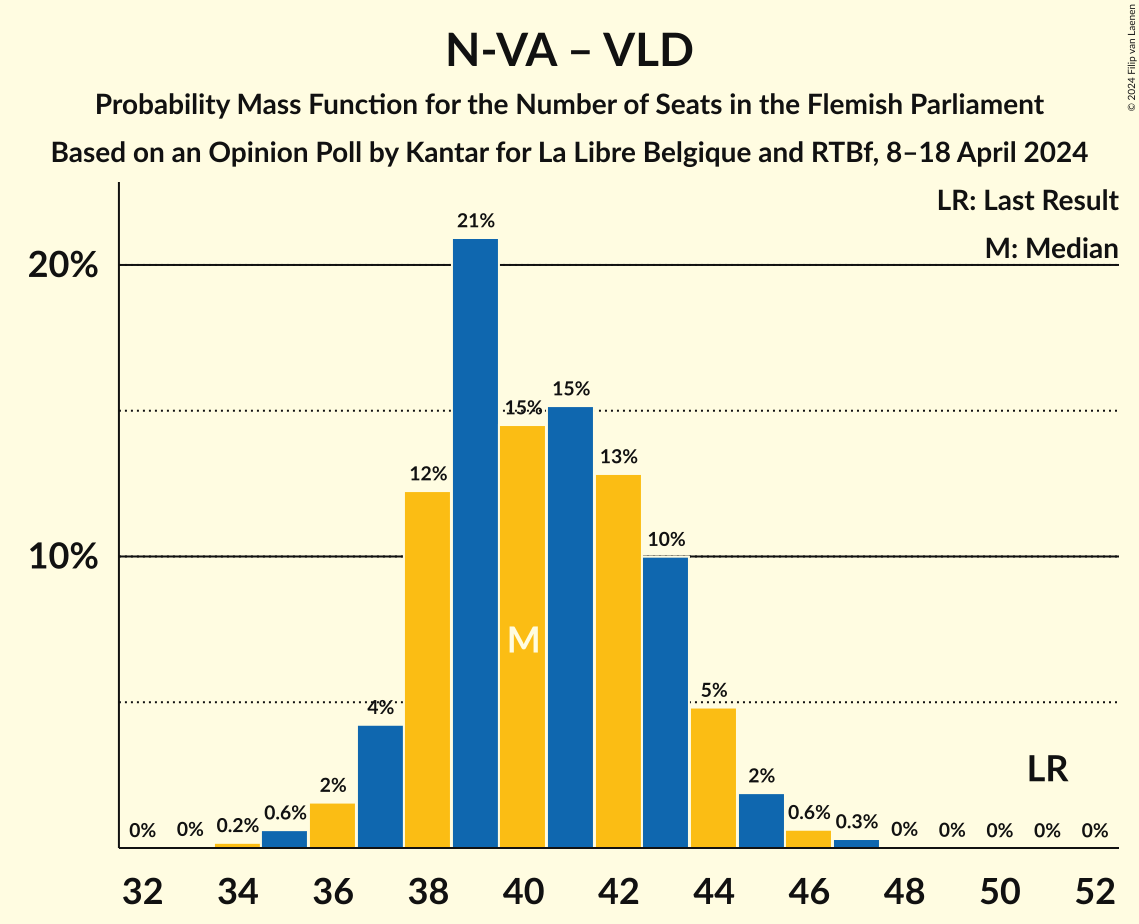 N-VA – VLD
Probability Mass Function for the Number of Seats in the Flemish Parliament
Based on an Opinion Poll by Kantar for La Libre Belgique and RTBf, 8–18 April 2024
© 2024 Filip van Laenen
LR: Last Result
M: Median
20%
10%
0%
0%
0.2%
0.6%
2%
4%
12%
21%
15%
15%
13%
10%
5%
2%
0.6%
0.3%
0%
0%
0%
0%
0%
M
LR
32 34 36 38 40 42 44 46 48 50 52